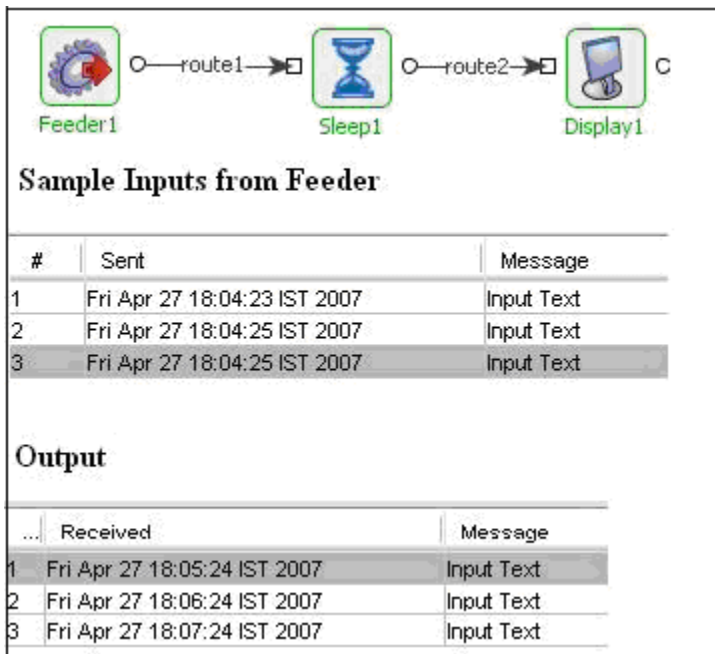 route1 route2
Feeder1 Sleep1 Display1
Sample Inputs from Feeder
# Sent Message
1 Fri Apr 27 18:04:23 IST 2007 Input Text
2 Fri Apr 27 18:04:25 IST 2007 Input Text
3 Fri Apr 27 18:04:25 IST 2007 Input Text
Output
... Received Message
1 Fri Apr 27 18:05:24 IST 2007 Input Text
2 Fri Apr 27 18:06:24 IST 2007 Input Text
3 Fri Apr 27 18:07:24 IST 2007 Input Text